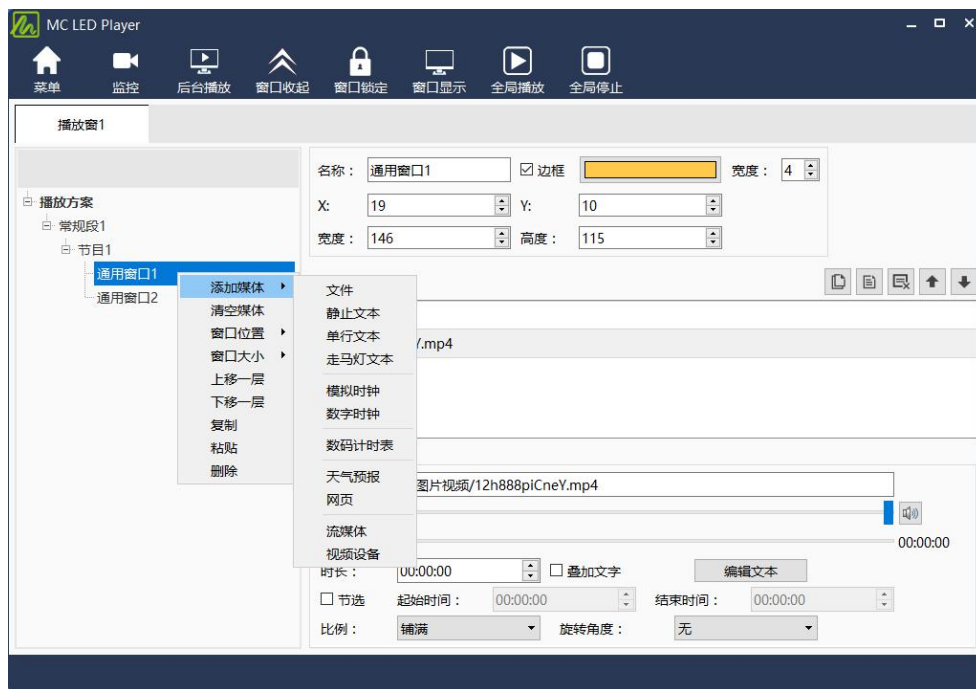 MC LED Player
菜单 监控 后台播放 窗口收起 窗口锁定 窗口显示 全局播放 全局停止
播放窗1
名称： 通用窗口1 边框 宽度： 4
播放方案
X: 19 Y: 10
常规段1
宽度： 146 高度： 115
节目1
通用窗口1
通用窗口2
添加媒体
清空媒体
窗口位置
窗口大小
上移一层
下移一层
复制
粘贴
删除
文件
静止文本
单行文本
走马灯文本
模拟时钟
数字时钟
数码计时表
天气预报
网页
流媒体
视频设备
Y.mp4
图片视频/12h888piCneY.mp4
00:00:00
时长： 00:00:00 叠加文字 编辑文本
节选 起始时间： 00:00:00 结束时间： 00:00:00
比例： 铺满 旋转角度： 无